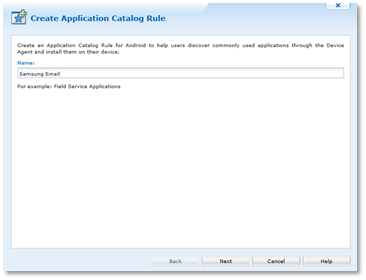 Create Application Catalog Rule
Create an Application Catalog Rule for Android to help users discover commonly used applications through the Device
Agent and install them on their device.
Name:
Samsung Email
For example: Field Service Applications
Back Next Cancel Help